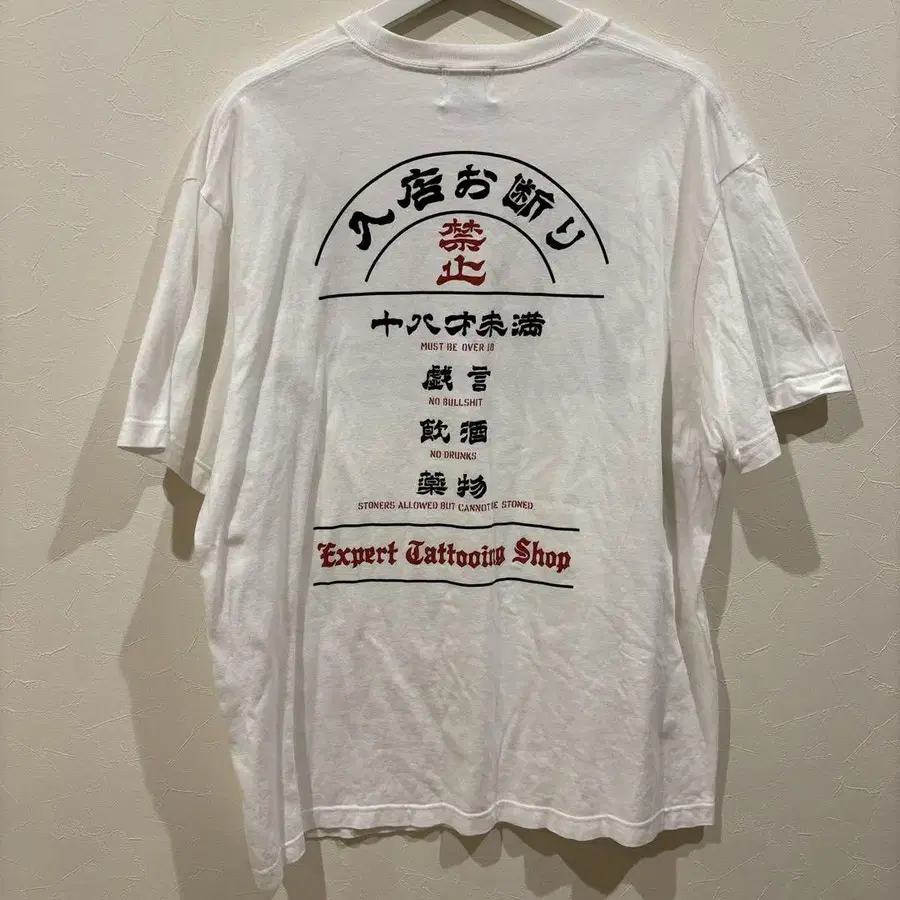 入店お断り
禁止
十八才未満
MUST BE OVER 18
戯言
NO BULLSHIT
飲酒
NO DRUNKS
薬物
STONERS ALLOWED BUT CANNOT BE STONED
Expert Tattooing Shop